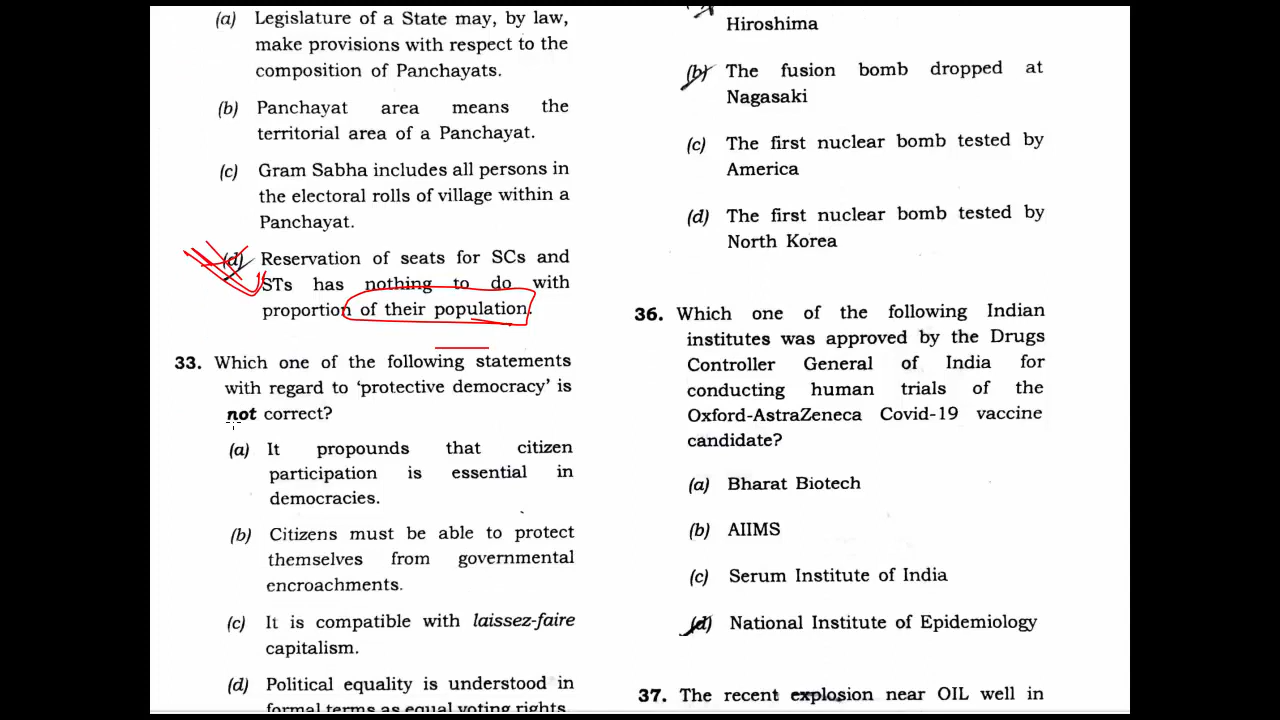 (a) Legislature of a State may, by law,
make provisions with respect to the
composition of Panchayats.
(b) Panchayat area means the
territorial area of a Panchayat.
(c) Gram Sabha includes all persons in
the electoral rolls of village within a
Panchayat.
(d) Reservation of seats for SCs and
STs has nothing to do with
proportion of their population.
33. Which one of the following statements
with regard to ‘protective democracy’ is
not correct?
(a) It propounds that citizen
participation is essential in
democracies.
(b) Citizens must be able to protect
themselves from governmental
encroachments.
(c) It is compatible with laissez-faire
capitalism.
(d) Political equality is understood in
formal terms as equal voting rights.
Hiroshima
(b) The fusion bomb dropped at
Nagasaki
(c) The first nuclear bomb tested by
America
(d) The first nuclear bomb tested by
North Korea
36. Which one of the following Indian
institutes was approved by the Drugs
Controller General of India for
conducting human trials of the
Oxford-AstraZeneca Covid-19 vaccine
candidate?
(a) Bharat Biotech
(b) AIIMS
(c) Serum Institute of India
(d) National Institute of Epidemiology
37. The recent explosion near OIL well in